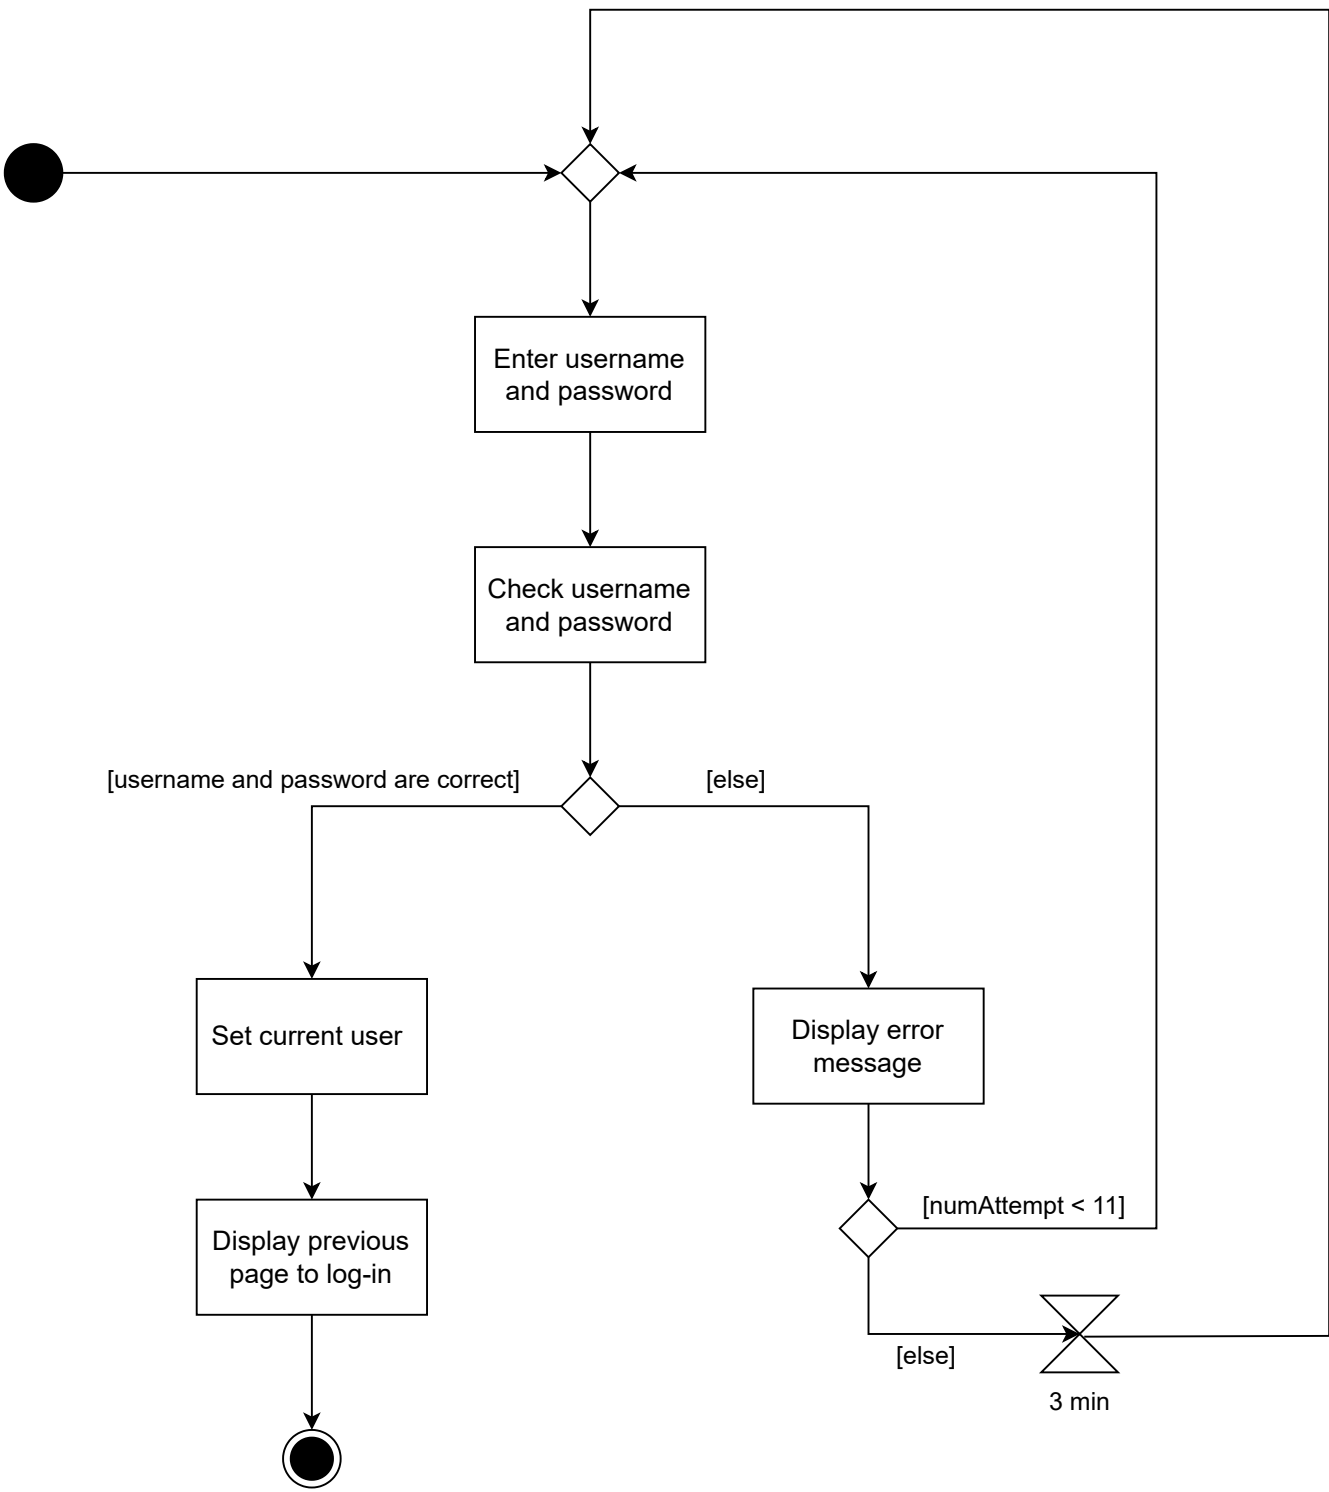 Enter username
and password
Check username
and password
[username and password are correct]
[else]
Set current user
Display error
message
[numAttempt < 11]
Display previous
page to log-in
[else]
3 min